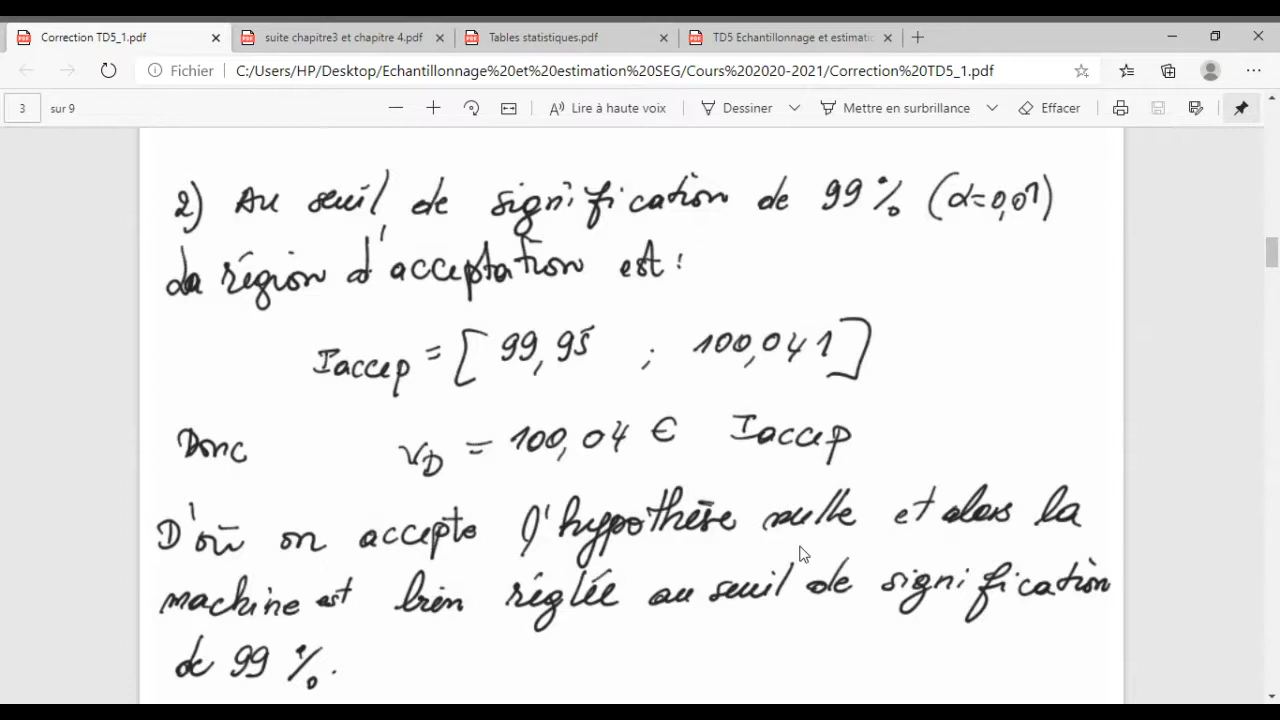 Correction TD5_1.pdf
suite chapitre3 et chapitre 4.pdf
Tables statistiques.pdf
TD5 Echantillonnage et estimatic
Fichier
C:/Users/HP/Desktop/Echantillonnage%20et%20estimation%20SEG/Cours%202020-2021/Correction%20TD5_1.pdf
3 sur 9
Lire à haute voix
Dessiner
Mettre en surbrillance
Effacer
2) Au seuil de signification de 99 % (α=0,01)
La région d'acceptation est :
Iaccep = [ 99,95 ; 100,041 ]
Donc VD = 100,04 ∈ Iaccep
D'où on accepte l'hypothèse nulle et alors la
machine est bien réglée au seuil de signification
de 99 %.